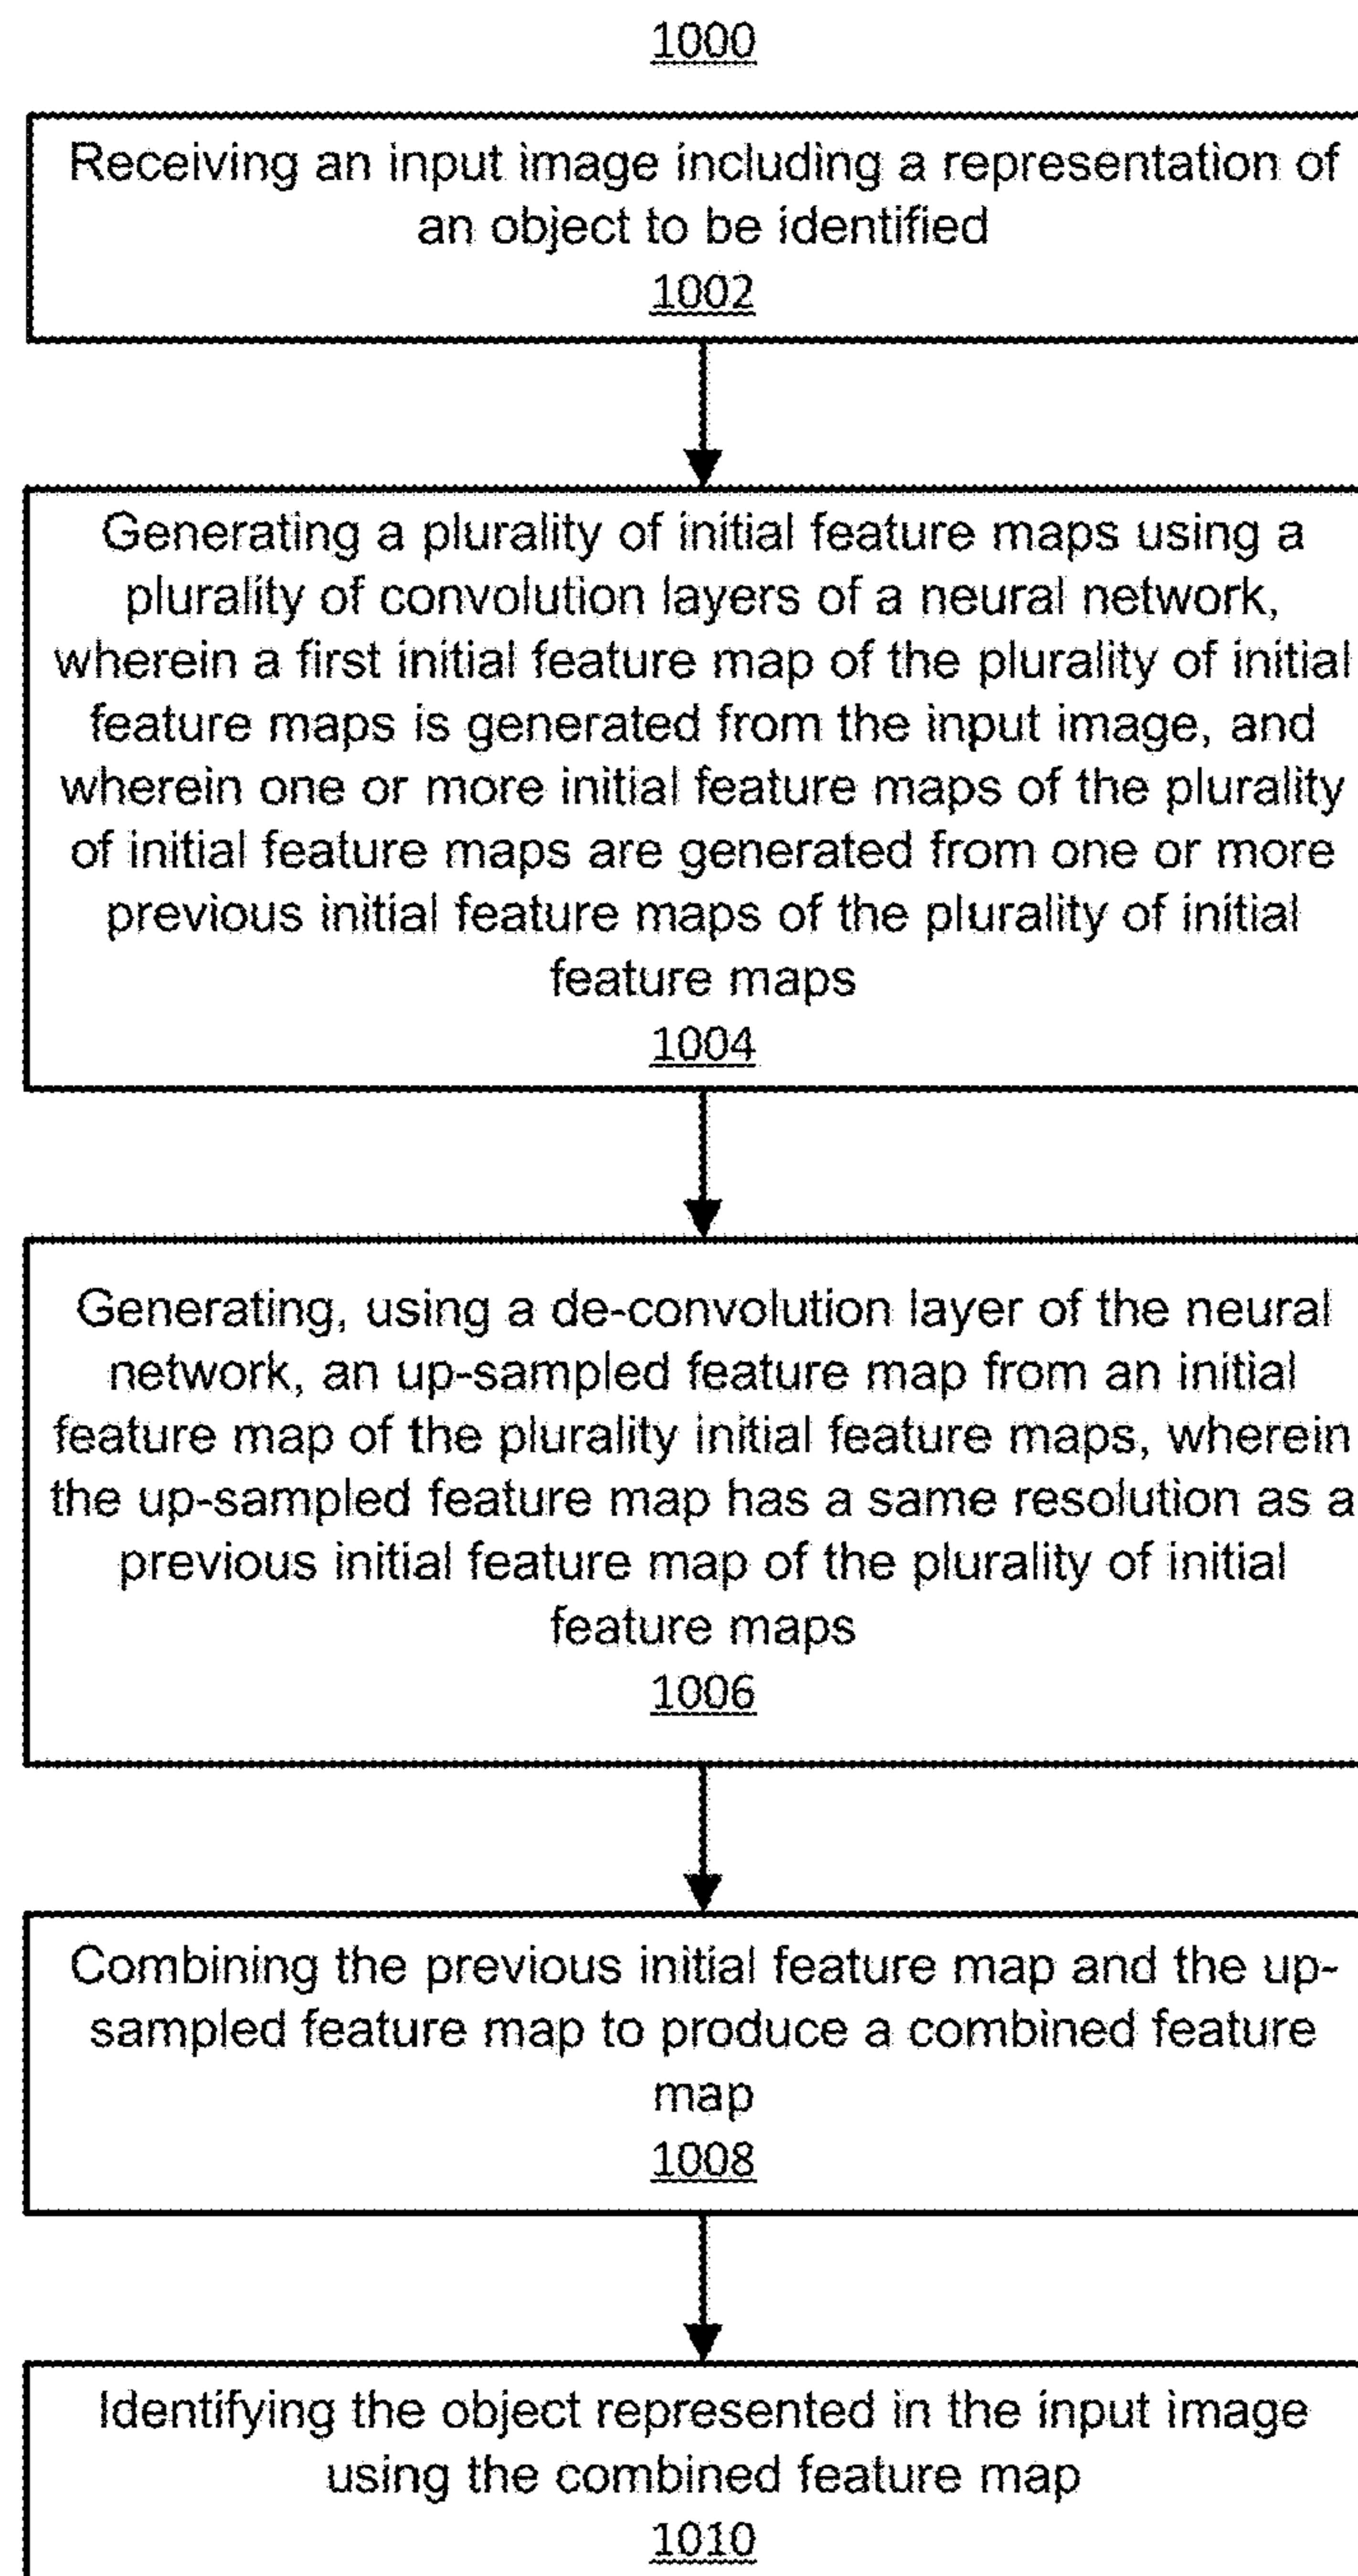 1000
Receiving an input image including a representation of
an object to be identified
1002
Generating a plurality of initial feature maps using a
plurality of convolution layers of a neural network,
wherein a first initial feature map of the plurality of initial
feature maps is generated from the input image, and
wherein one or more initial feature maps of the plurality
of initial feature maps are generated from one or more
previous initial feature maps of the plurality of initial
feature maps
1004
Generating, using a de-convolution layer of the neural
network, an up-sampled feature map from an initial
feature map of the plurality initial feature maps, wherein
the up-sampled feature map has a same resolution as a
previous initial feature map of the plurality of initial
feature maps
1006
Combining the previous initial feature map and the up-
sampled feature map to produce a combined feature
map
1008
Identifying the object represented in the input image
using the combined feature map
1010